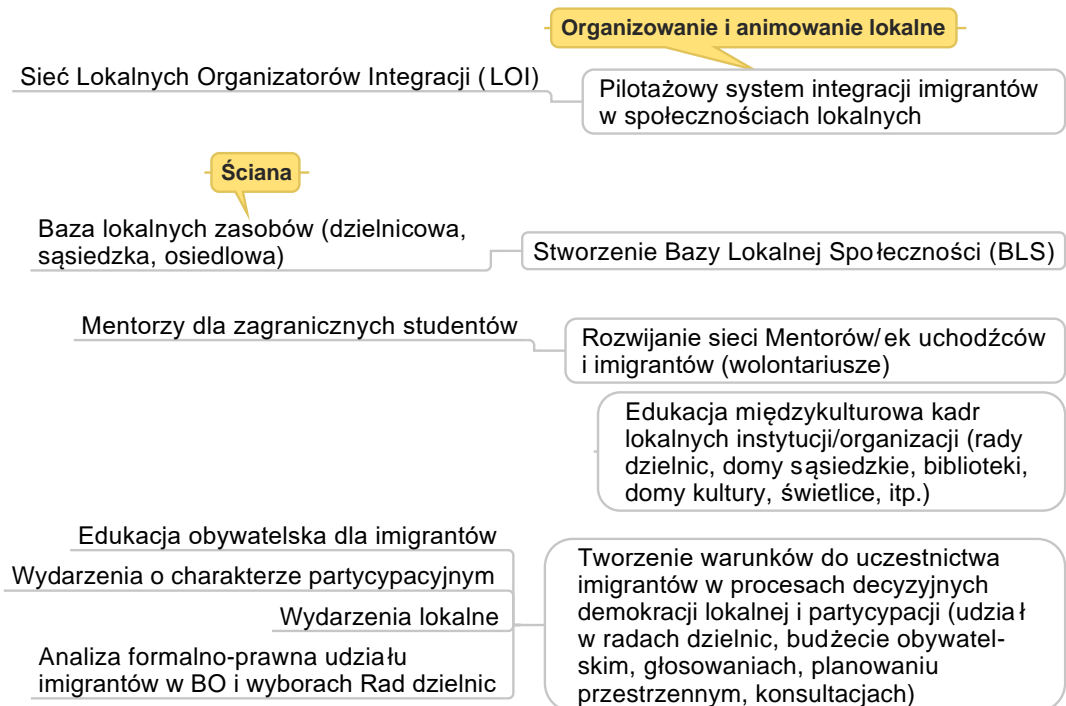 Organizowanie i animowanie lokalne
Sieć Lokalnych Organizatorów Integracji (LOI)
Pilotażowy system integracji imigrantów
w społecznościach lokalnych
Ściana
Baza lokalnych zasobów (dzielnicowa,
sąsiedzka, osiedlowa)
Stworzenie Bazy Lokalnej Społeczności (BLS)
Mentorzy dla zagranicznych studentów
Rozwijanie sieci Mentorów/ek uchodźców
i imigrantów (wolontariusze)
Edukacja międzykulturowa kadr
lokalnych instytucji/organizacji (rady
dzielnic, domy sąsiedzkie, biblioteki,
domy kultury, świetlice, itp.)
Edukacja obywatelska dla imigrantów
Wydarzenia o charakterze partycypacyjnym
Wydarzenia lokalne
Analiza formalno-prawna udziału
imigrantów w BO i wyborach Rad dzielnic
Tworzenie warunków do uczestnictwa
imigrantów w procesach decyzyjnych
demokracji lokalnej i partycypacji (udział
w radach dzielnic, budżecie obywatel-
skim, głosowaniach, planowaniu
przestrzennym, konsultacjach)